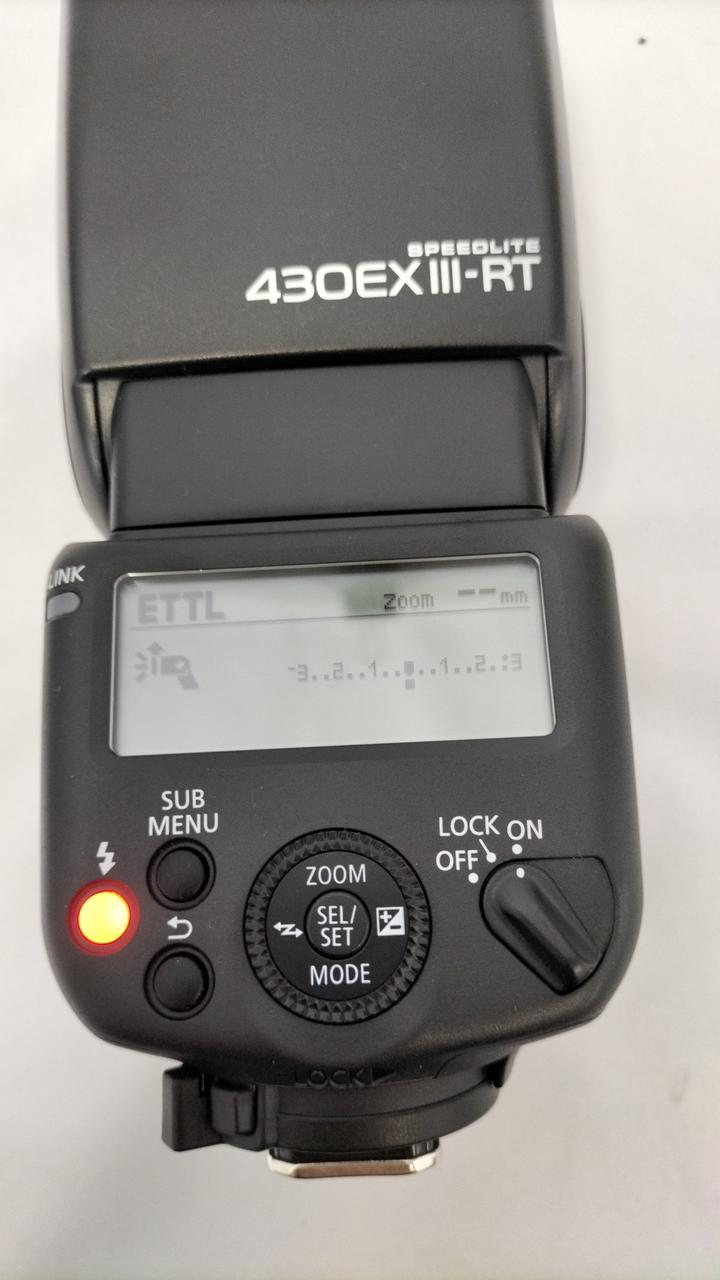 SPEEDLITE
430EX III-RT
LINK
ETTL Zoom -- mm
-3..2..1.. ..1..2.:+3
SUB
MENU
LOCK ON
OFF
ZOOM
SEL/
SET
MODE
LOCK